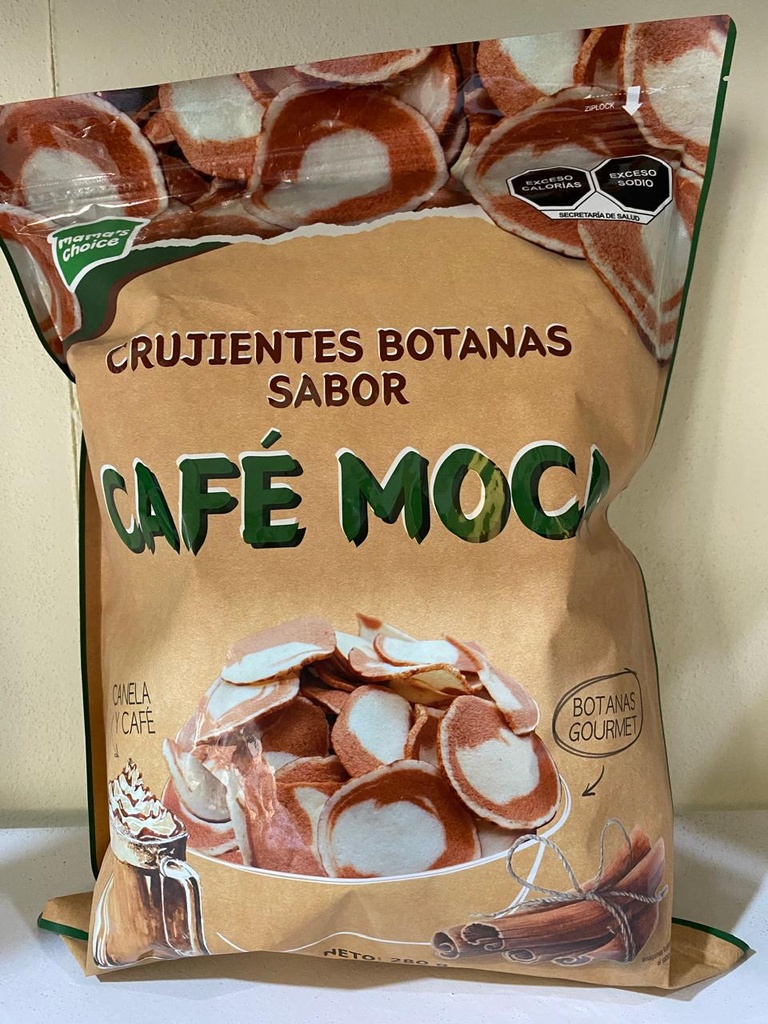 ZIPLOCK
EXCESO
CALORÍAS
EXCESO
SODIO
SECRETARÍA DE SALUD
mama's
choice
CRUJIENTES BOTANAS
SABOR
CAFÉ MOCA
CANELA
Y CAFÉ
BOTANAS
GOURMET
NETO: 280 g